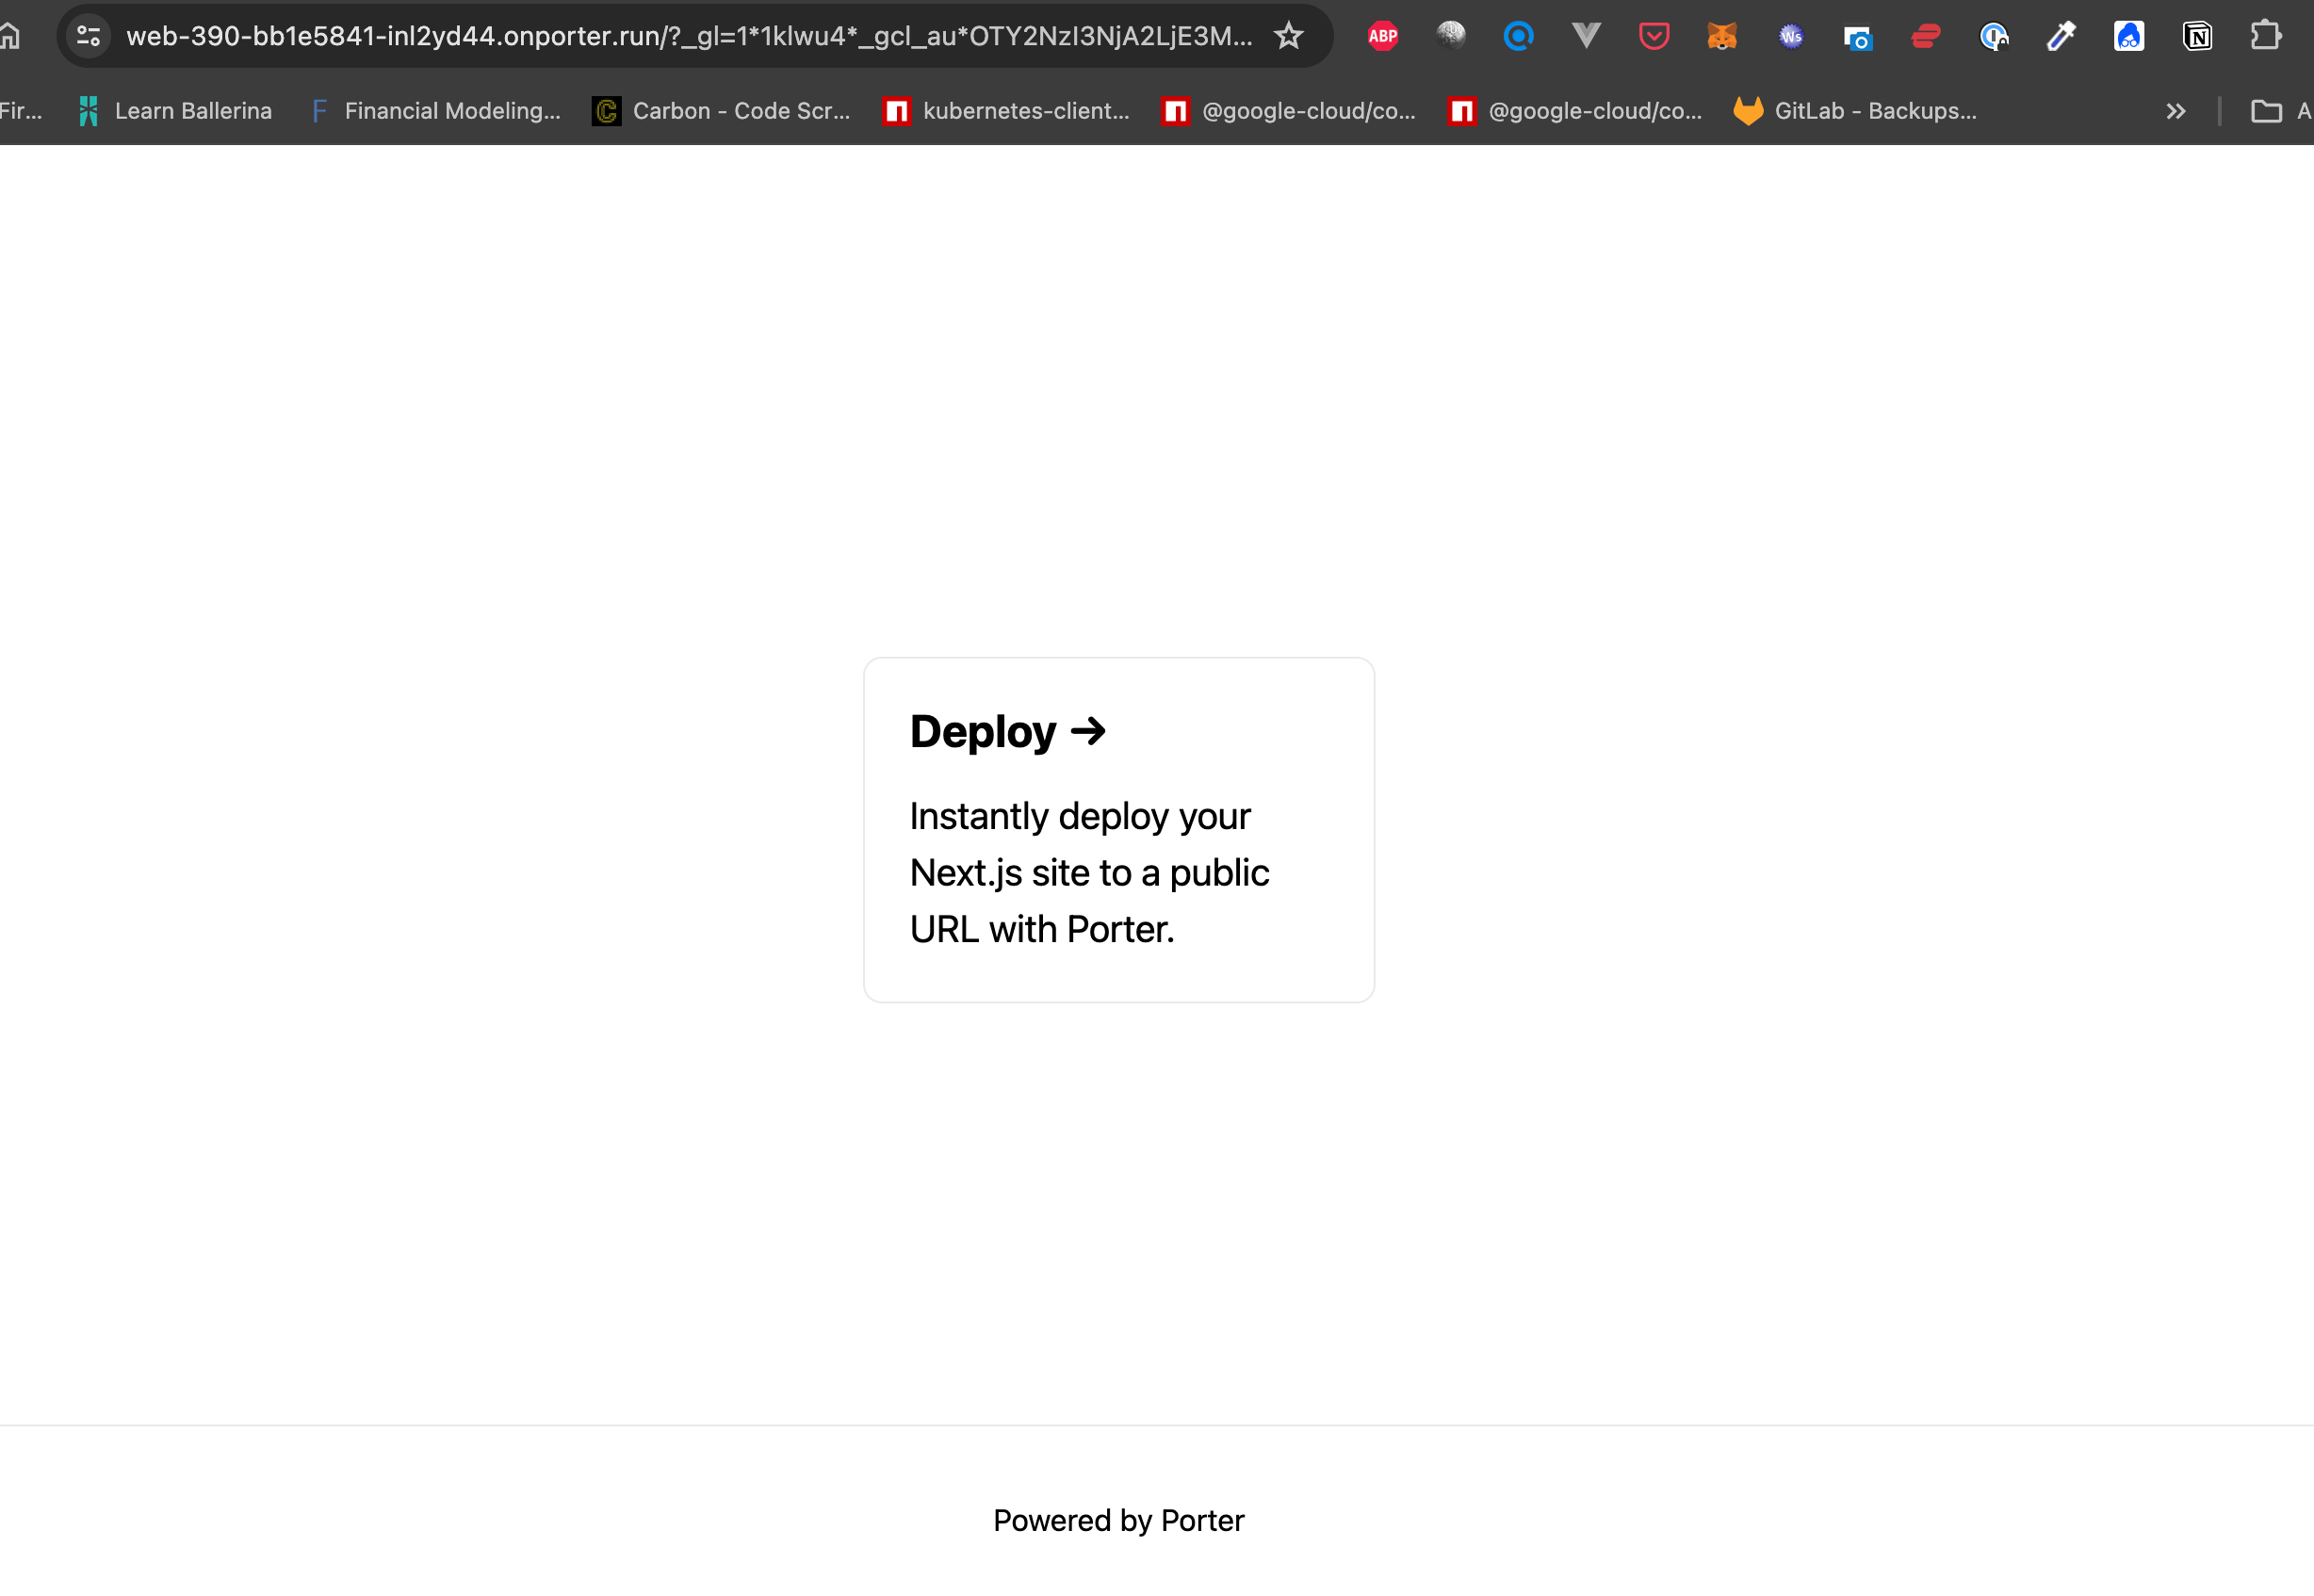 web-390-bb1e5841-inl2yd44.onporter.run/?_gl=1*1klwu4*_gcl_au*OTY2NzI3NjA2LjE3M...
ABP
Ws
Fir... Learn Ballerina F Financial Modeling... C Carbon - Code Scr... kubernetes-client... @google-cloud/co... @google-cloud/co... GitLab - Backups... » A
Deploy →
Instantly deploy your
Next.js site to a public
URL with Porter.
Powered by Porter